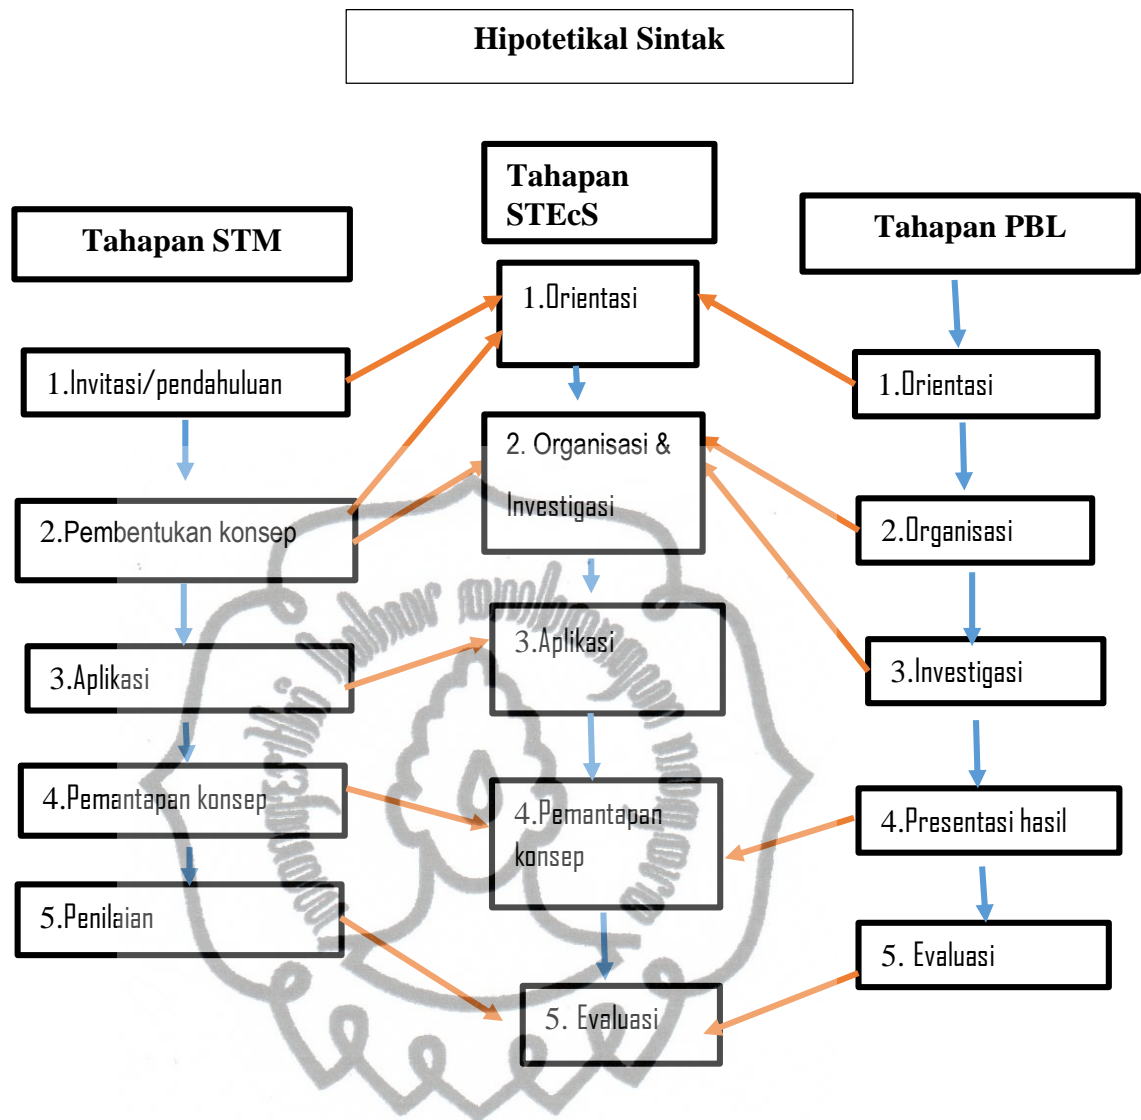 Hipotetikal Sintak
Tahapan STM
1.Invitasi/pendahuluan
2.Pembentukan konsep
3.Aplikasi
4.Pemantapan konsep
5.Penilaian
Tahapan
STEcS
1.Orientasi
2. Organisasi &
Investigasi
3.Aplikasi
4.Pemantapan
konsep
5. Evaluasi
Tahapan PBL
1.Orientasi
2.Organisasi
3.Investigasi
4.Presentasi hasil
5. Evaluasi